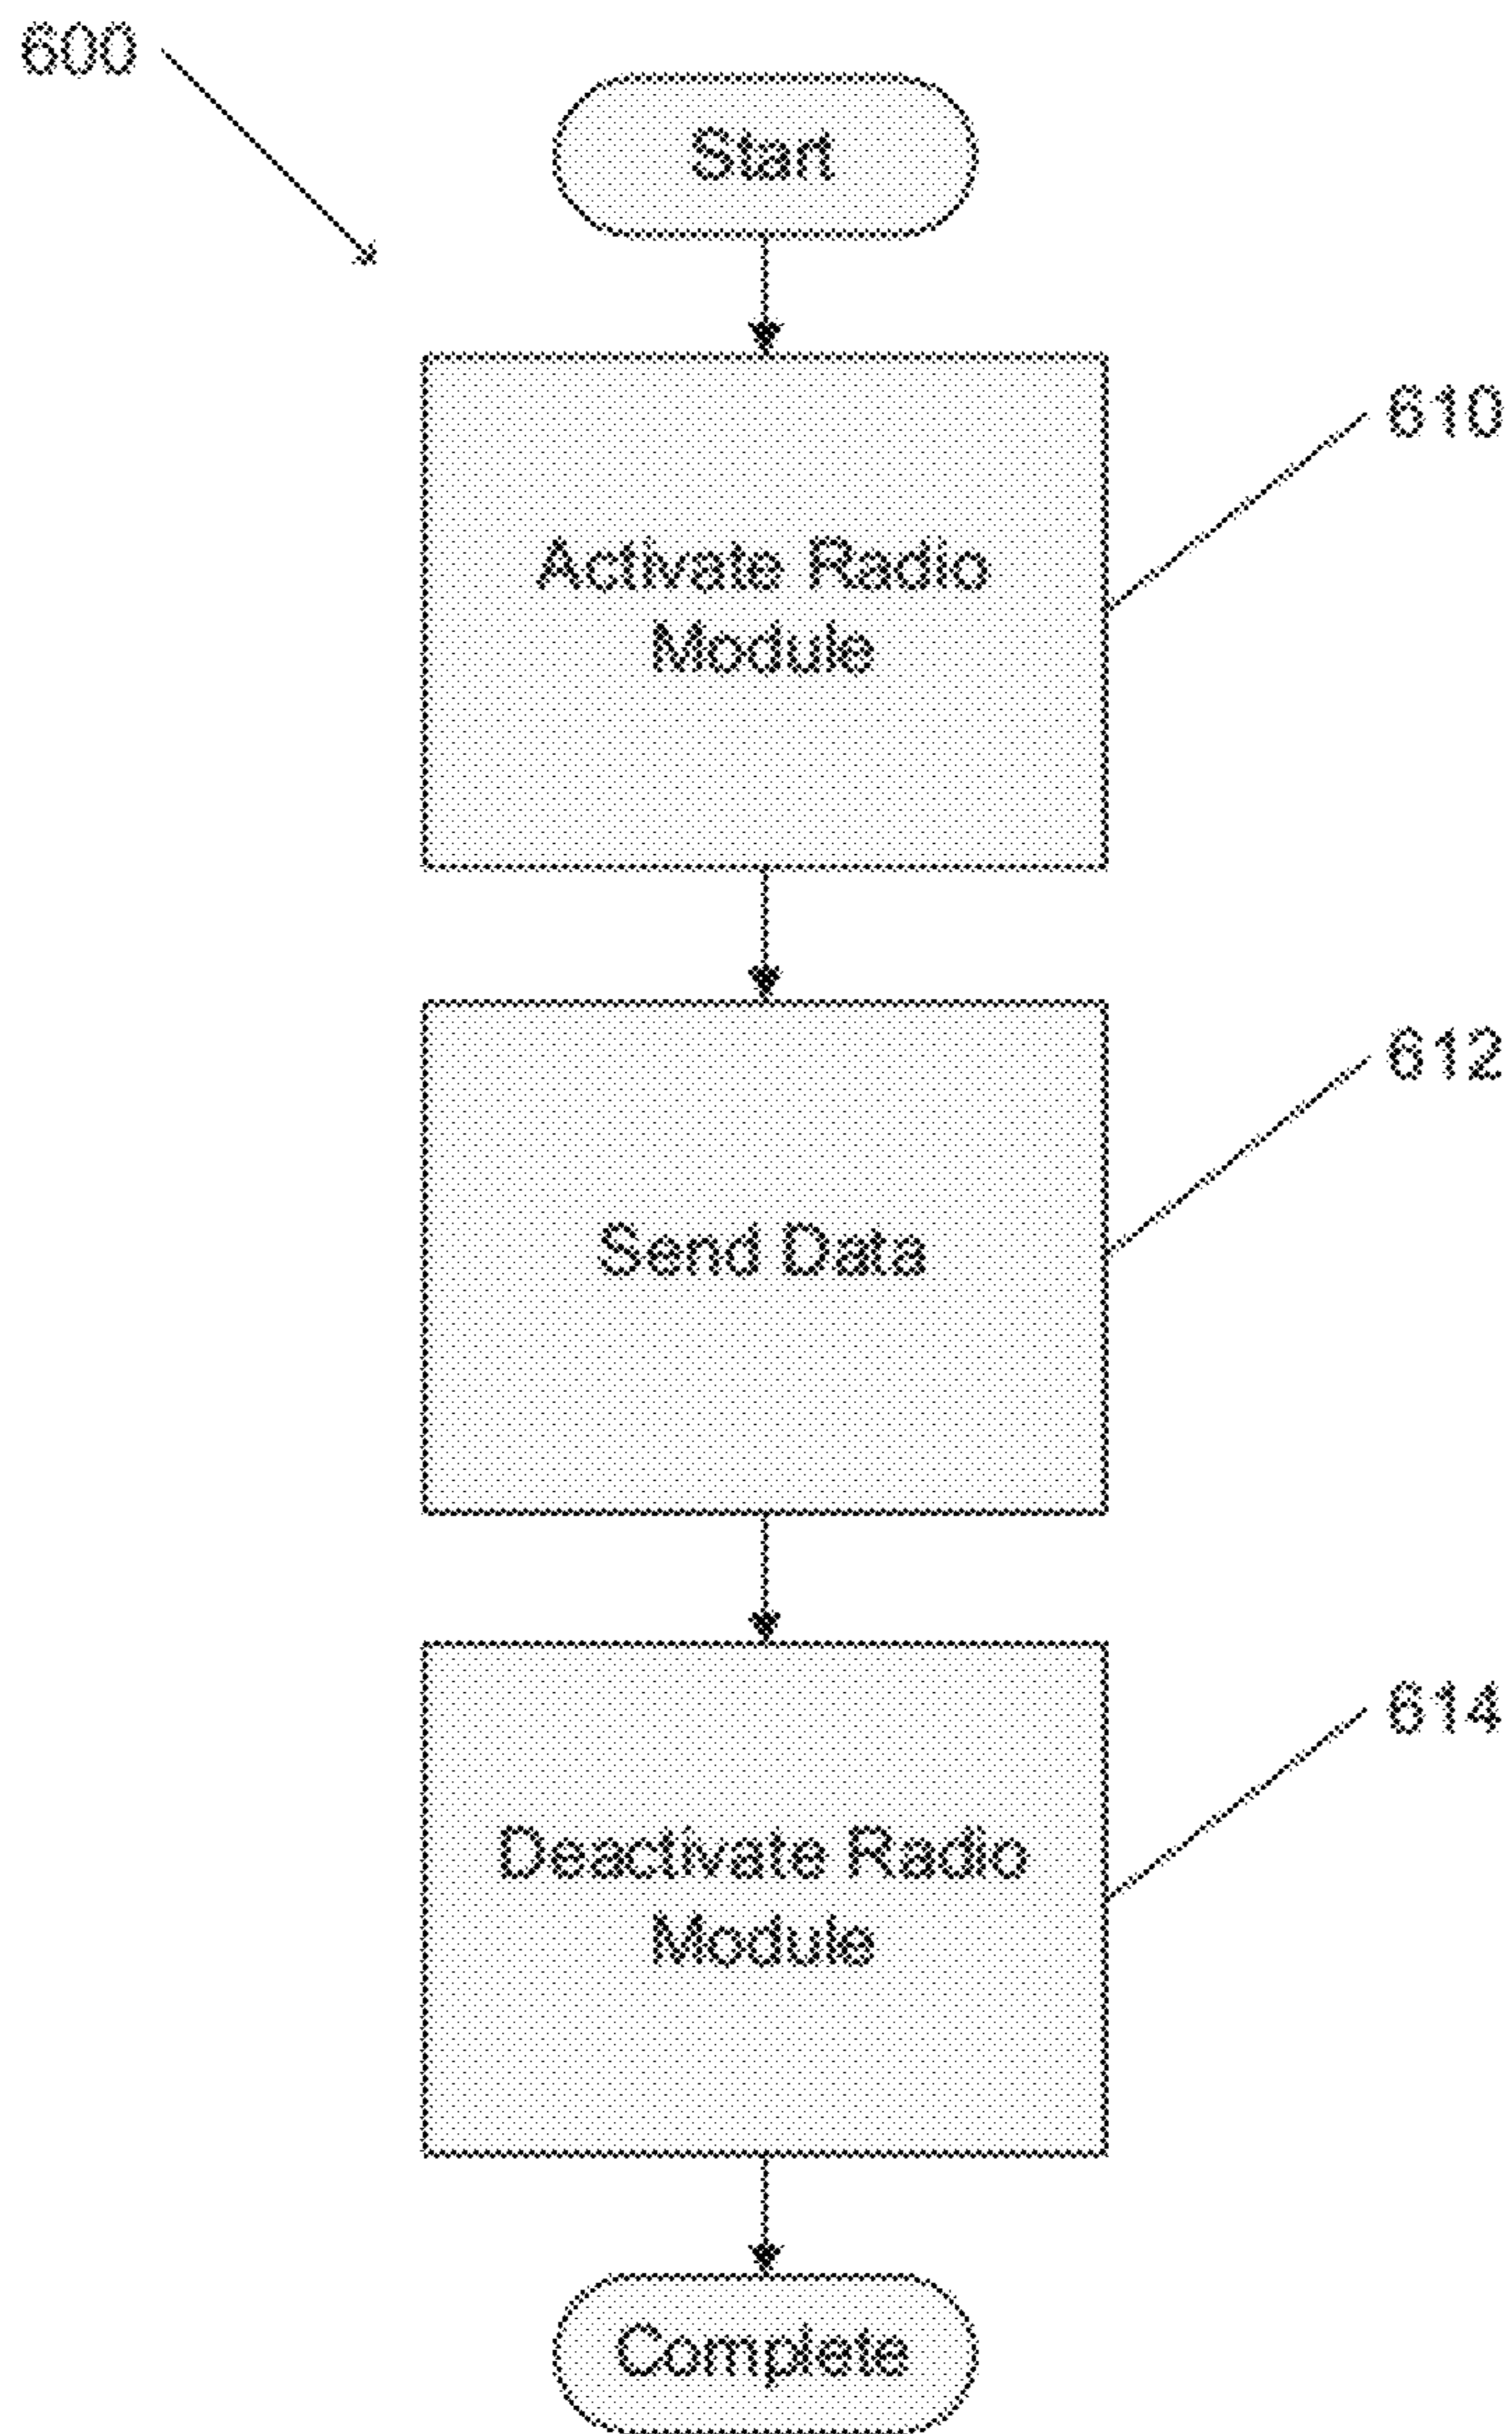 600
Start
610
Activate Radio
Module
612
Send Data
614
Deactivate Radio
Module
Complete